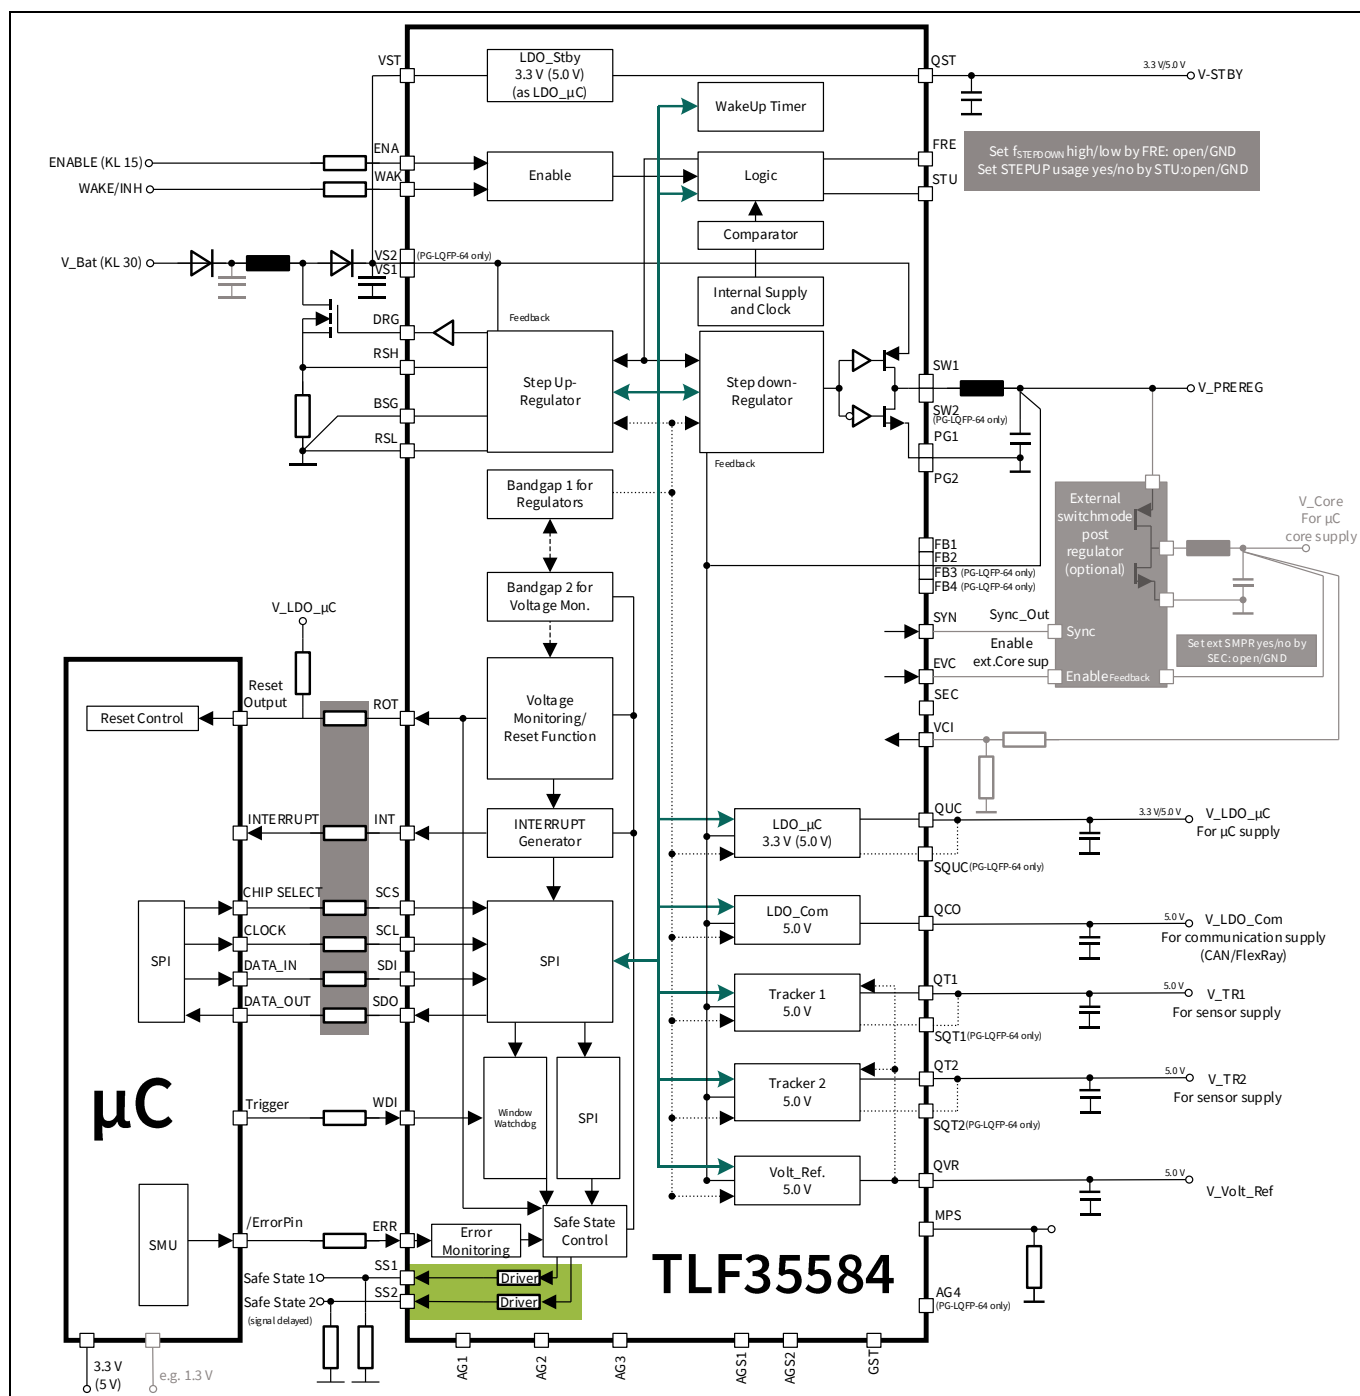 VST
LDO_Stby
3.3 V (5.0 V)
(as LDO_µC)
QST
3.3 V/5.0 V
V-STBY
WakeUp Timer
ENABLE (KL 15)
ENA
WAKE/INH
WAK
Enable
Logic
FRE
STU
Set fSTEPDOWN high/low by FRE: open/GND
Set STEPUP usage yes/no by STU:open/GND
Comparator
V_Bat (KL 30)
VS2
(PG-LQFP-64 only)
VS1
Internal Supply
and Clock
DRG
Feedback
RSH
Step Up-
Regulator
Step down-
Regulator
SW1
V_PREREG
BSG
SW2
(PG-LQFP-64 only)
RSL
PG1
Feedback
PG2
Bandgap 1 for
Regulators
External
switchmode
post
regulator
(optional)
V_Core
For µC
core supply
FB1
FB2
FB3 (PG-LQFP-64 only)
FB4 (PG-LQFP-64 only)
Bandgap 2 for
Voltage Mon.
V_LDO_µC
SYN
Sync_Out
Sync
Enable
ext.Core sup
Set ext SMPR yes/no by
SEC: open/GND
EVC
Enable
Feedback
SEC
Reset
Output
ROT
Reset Control
Voltage
Monitoring/
Reset Function
VCI
INTERRUPT
INT
INTERRUPT
Generator
LDO_µC
3.3 V (5.0 V)
QUC
3.3 V/5.0 V
V_LDO_µC
For µC supply
SQUC(PG-LQFP-64 only)
CHIP SELECT
SCS
CLOCK
SCL
SPI
DATA_IN
SDI
DATA_OUT
SDO
SPI
LDO_Com
5.0 V
QCO
5.0 V
V_LDO_Com
For communication supply
(CAN/FlexRay)
Tracker 1
5.0 V
QT1
5.0 V
V_TR1
For sensor supply
SQT1(PG-LQFP-64 only)
Tracker 2
5.0 V
QT2
5.0 V
V_TR2
For sensor supply
SQT2(PG-LQFP-64 only)
µC
Trigger
WDI
Window
Watchdog
SPI
Volt_Ref.
5.0 V
QVR
5.0 V
V_Volt_Ref
SMU
/ErrorPin
ERR
Error
Monitoring
Safe State
Control
MPS
TLF35584
Safe State 1
SS1
Driver
Safe State 2
(signal delayed)
SS2
Driver
AG4
(PG-LQFP-64 only)
3.3 V
(5 V)
e.g. 1.3 V
AG1
AG2
AG3
AGS1
AGS2
GST